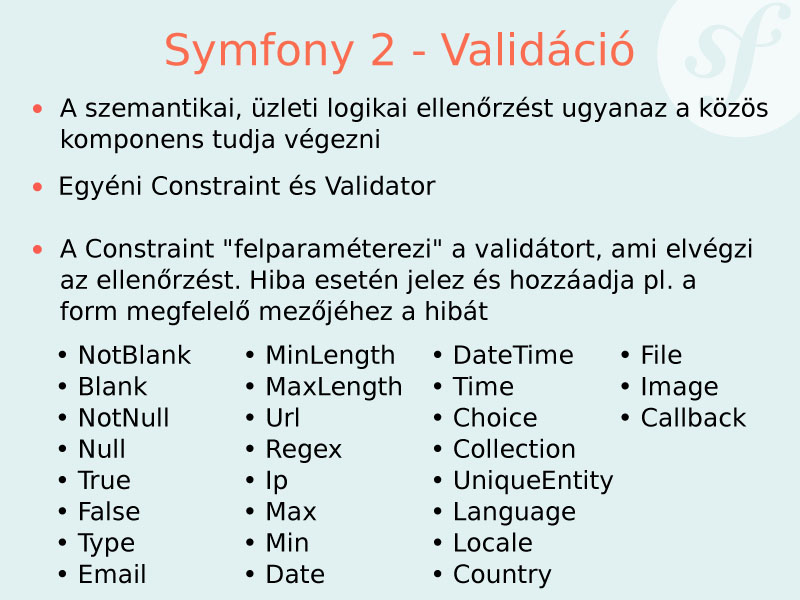 Symfony 2 - Validáció
• A szemantikai, üzleti logikai ellenőrzést ugyanaz a közös
komponens tudja végezni
• Egyéni Constraint és Validator
• A Constraint "felparaméterezi" a validátort, ami elvégzi
az ellenőrzést. Hiba esetén jelez és hozzáadja pl. a
form megfelelő mezőjéhez a hibát
• NotBlank
• Blank
• NotNull
• Null
• True
• False
• Type
• Email
• MinLength
• MaxLength
• Url
• Regex
• Ip
• Max
• Min
• Date
• DateTime
• Time
• Choice
• Collection
• UniqueEntity
• Language
• Locale
• Country
• File
• Image
• Callback
sf